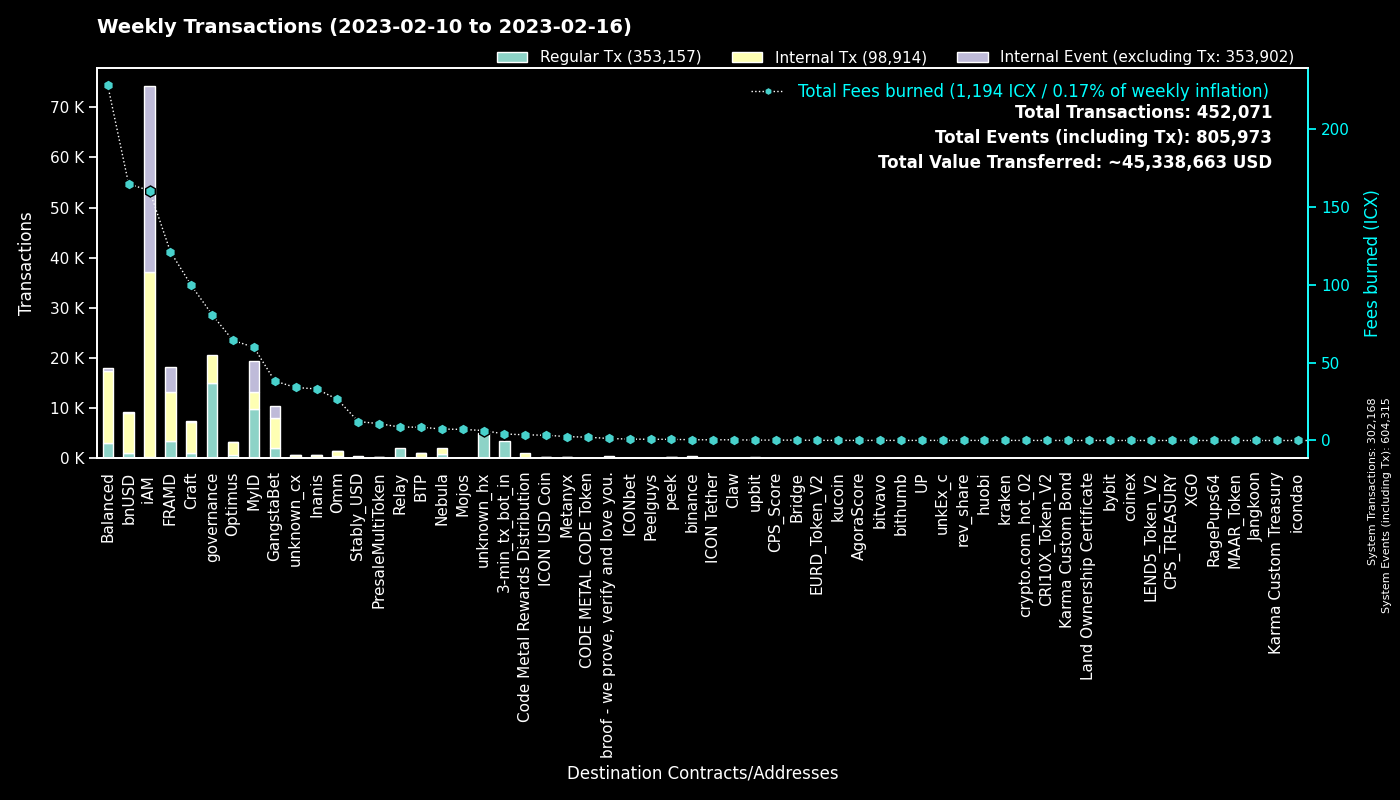 Weekly Transactions (2023-02-10 to 2023-02-16)
Regular Tx (353,157)
Internal Tx (98,914)
Internal Event (excluding Tx: 353,902)
Total Fees burned (1,194 ICX / 0.17% of weekly inflation)
Total Transactions: 452,071
Total Events (including Tx): 805,973
Total Value Transferred: ~45,338,663 USD
Transactions
70 K
60 K
50 K
40 K
30 K
20 K
10 K
0 K
200
150
100
50
0
Fees burned (ICX)
System Transactions: 302,168
System Events (including Tx): 604,315
Balanced
bnUSD
iAM
FRAMD
Craft
governance
Optimus
MyID
GangstaBet
unknown_cx
Inanis
Omm
Stably_USD
PresaleMultiToken
Relay
BTP
Nebula
Mojos
unknown_hx
3-min_tx_bot_in
Code Metal Rewards Distribution
ICON USD Coin
Metanyx
CODE METAL CODE Token
broof - we prove, verify and love you.
ICONbet
Peelguys
peek
binance
ICON Tether
Claw
upbit
CPS_Score
Bridge
EURD_Token_V2
kucoin
AgoraScore
bitvavo
bithumb
UP
unkEx_c
rev_share
huobi
kraken
crypto.com_hot_02
CRI10X_Token_V2
Karma Custom Bond
Land Ownership Certificate
bybit
coinex
LEND5_Token_V2
CPS_TREASURY
XGO
RagePups64
MAAR_Token
Jangkoon
Karma Custom Treasury
icondao
Destination Contracts/Addresses